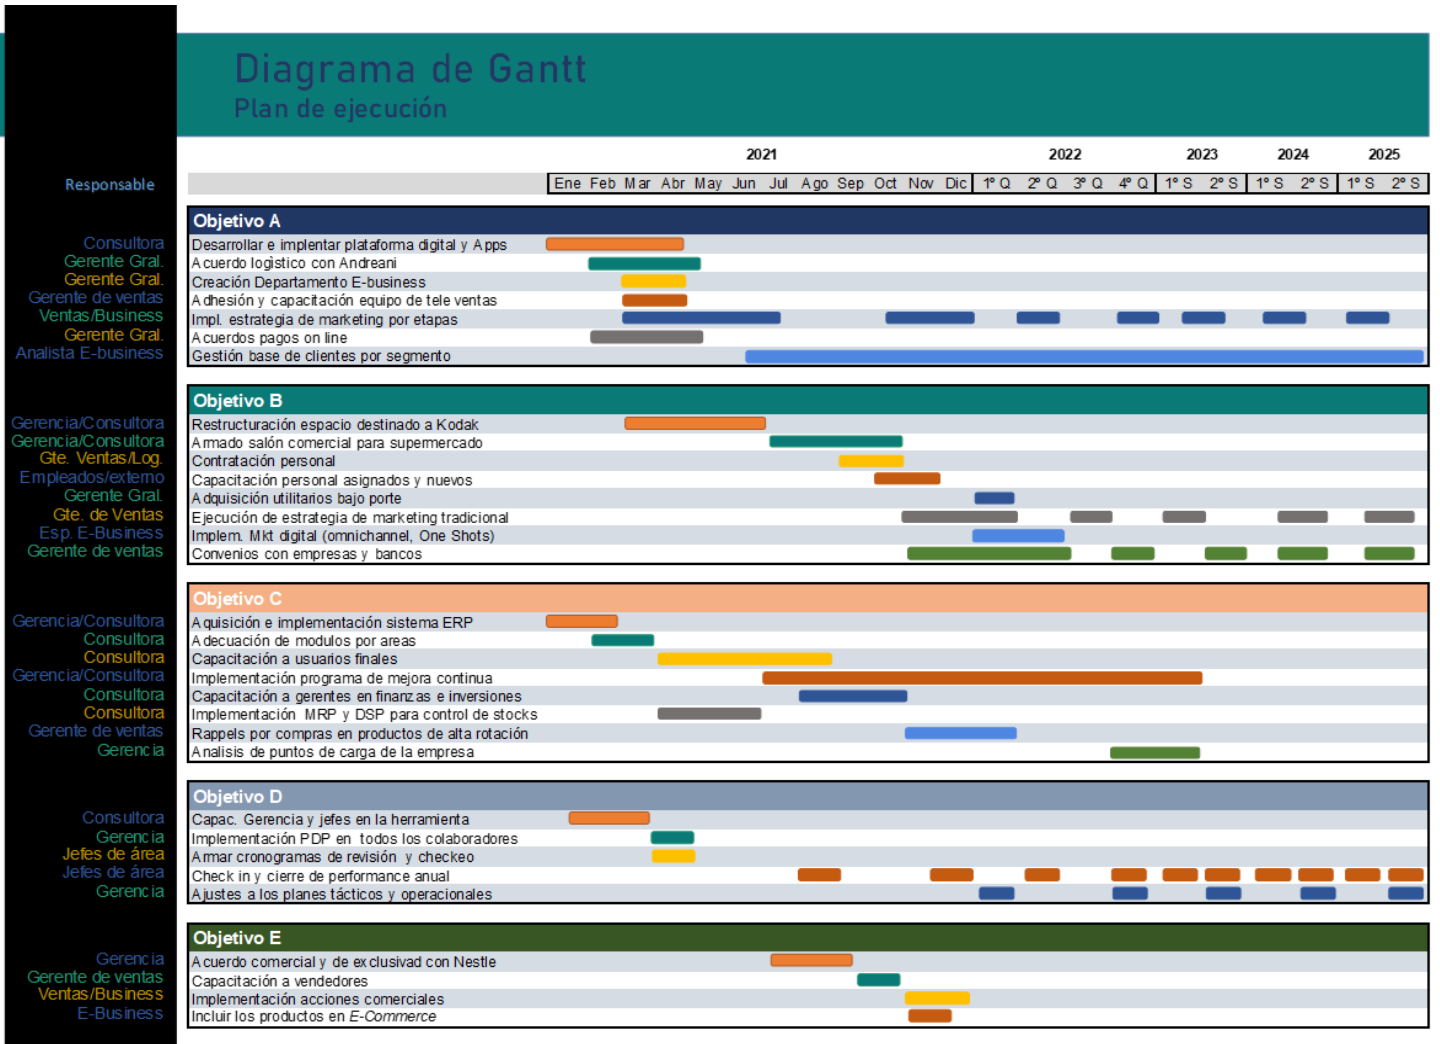 Diagrama de Gantt
Plan de ejecución
2021 2022 2023 2024 2025
Responsable Ene Feb Mar Abr May Jun Jul Ago Sep Oct Nov Dic 1º Q 2º Q 3º Q 4º Q 1º S 2º S 1º S 2º S 1º S 2º S
Objetivo A
Consultora Desarrollar e implentar plataforma digital y Apps
Gerente Gral. Acuerdo logistico con Andreani
Gerente Gral. Creación Departamento E-business
Gerente de ventas Adhesión y capacitación equipo de tele ventas
Ventas/Business Impl. estrategia de marketing por etapas
Gerente Gral. Acuerdos pagos on line
Analista E-business Gestión base de clientes por segmento
Objetivo B
Gerencia/Consultora Restructuración espacio destinado a Kodak
Gerencia/Consultora Armado salón comercial para supermercado
Gte. Ventas/Log. Contratación personal
Empleados/externo Capacitación personal asignados y nuevos
Gerente Gral. Adquisición utilitarios bajo porte
Gte. de Ventas Ejecución de estrategia de marketing tradicional
Esp. E-Business Implem. Mkt digital (omnichannel, One Shots)
Gerente de ventas Convenios con empresas y bancos
Objetivo C
Gerencia/Consultora Aquisición e implementación sistema ERP
Consultora Adecuación de modulos por areas
Consultora Capacitación a usuarios finales
Gerencia/Consultora Implementación programa de mejora continua
Consultora Capacitación a gerentes en finanzas e inversiones
Consultora Implementación MRP y DSP para control de stocks
Gerente de ventas Rappels por compras en productos de alta rotación
Gerencia Analisis de puntos de carga de la empresa
Objetivo D
Consultora Capac. Gerencia y jefes en la herramienta
Gerencia Implementación PDP en todos los colaboradores
Jefes de área Armar cronogramas de revisión y checkeo
Jefes de área Check in y cierre de performance anual
Gerencia Ajustes a los planes tácticos y operacionales
Objetivo E
Gerencia Acuerdo comercial y de exclusivad con Nestle
Gerente de ventas Capacitación a vendedores
Ventas/Business Implementación acciones comerciales
E-Business Incluir los productos en E-Commerce